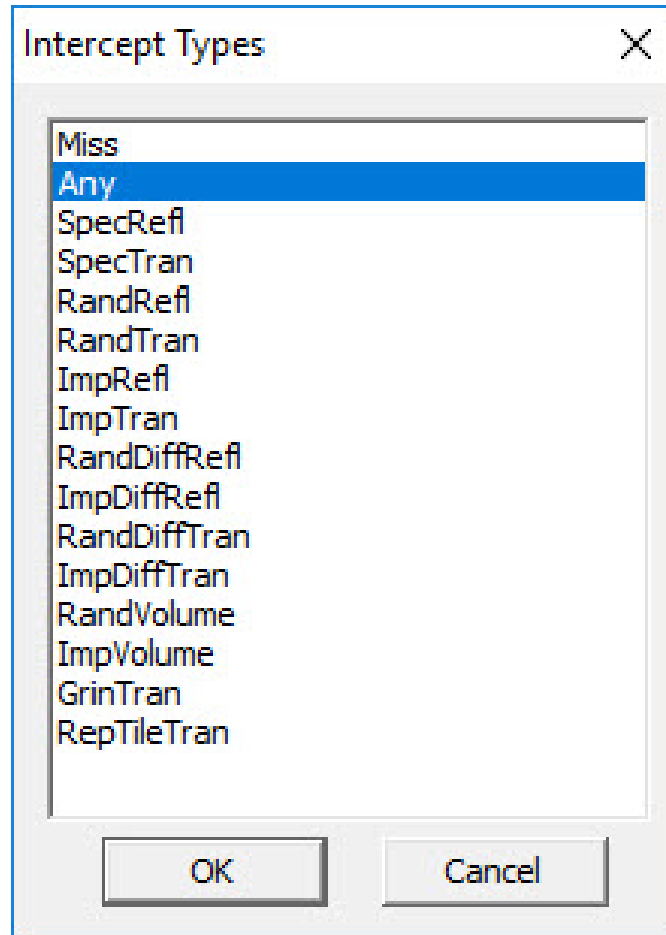 Intercept Types
Miss
Any
SpecRefl
SpecTran
RandRefl
RandTran
ImpRefl
ImpTran
RandDiffRefl
ImpDiffRefl
RandDiffTran
ImpDiffTran
RandVolume
ImpVolume
GrinTran
RepTileTran
OK Cancel